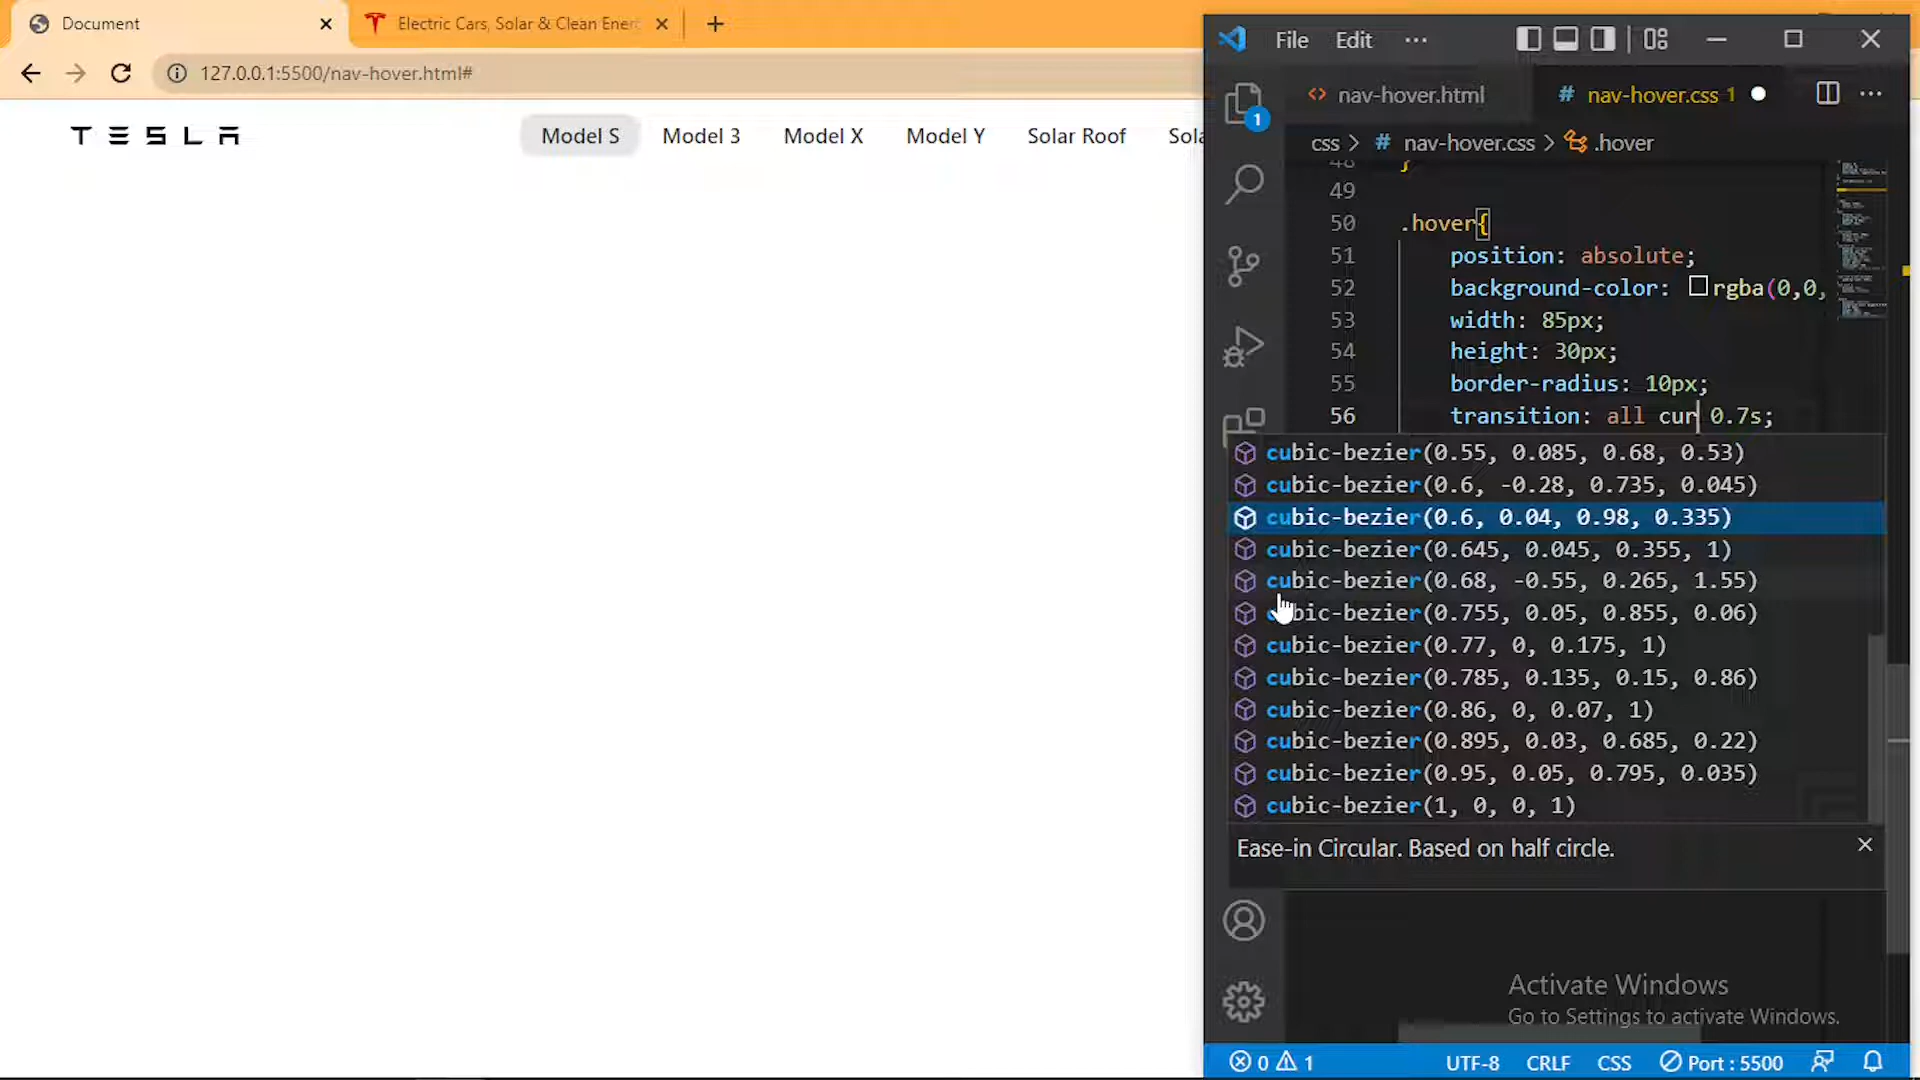 Document
Electric Cars, Solar & Clean Ener
127.0.0.1:5500/nav-hover.html#
TESLA
Model S
Model 3
Model X
Model Y
Solar Roof
Sola
File
Edit
nav-hover.html
nav-hover.css 1
1
css > # nav-hover.css > .hover
48 }
49
50 .hover{
51 position: absolute;
52 background-color: rgba(0,0,
53 width: 85px;
54 height: 30px;
55 border-radius: 10px;
56 transition: all cur 0.7s;
cubic-bezier(0.55, 0.085, 0.68, 0.53)
cubic-bezier(0.6, -0.28, 0.735, 0.045)
cubic-bezier(0.6, 0.04, 0.98, 0.335)
cubic-bezier(0.645, 0.045, 0.355, 1)
cubic-bezier(0.68, -0.55, 0.265, 1.55)
cubic-bezier(0.755, 0.05, 0.855, 0.06)
cubic-bezier(0.77, 0, 0.175, 1)
cubic-bezier(0.785, 0.135, 0.15, 0.86)
cubic-bezier(0.86, 0, 0.07, 1)
cubic-bezier(0.895, 0.03, 0.685, 0.22)
cubic-bezier(0.95, 0.05, 0.795, 0.035)
cubic-bezier(1, 0, 0, 1)
Ease-in Circular. Based on half circle.
Activate Windows
Go to Settings to activate Windows.
0 1 UTF-8 CRLF CSS Port : 5500